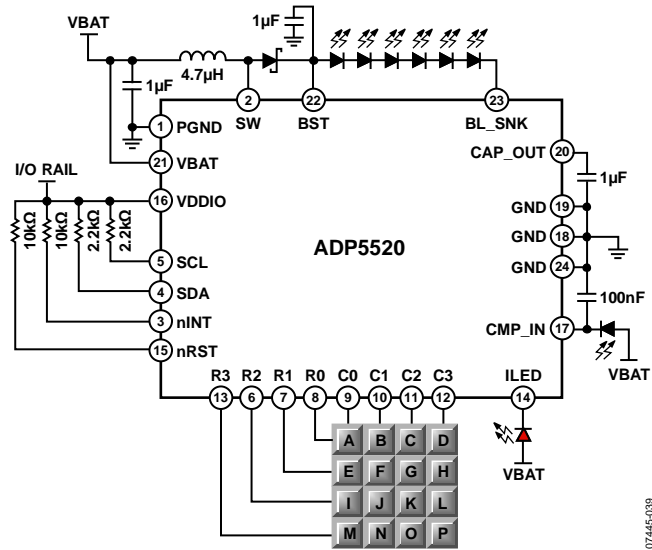 VBAT
1µF
4.7µH
1µF
2
22
23
SW
BST
BL_SNK
1
PGND
20
CAP_OUT
21
VBAT
1µF
I/O RAIL
16
VDDIO
19
GND
10kΩ
10kΩ
2.2kΩ
2.2kΩ
18
GND
ADP5520
24
GND
5
SCL
4
SDA
100nF
3
nINT
17
CMP_IN
15
nRST
VBAT
R3
R2
R1
R0
C0
C1
C2
C3
ILED
13
6
7
8
9
10
11
12
14
A B C D
E F G H
VBAT
I J K L
M N O P
07445-039